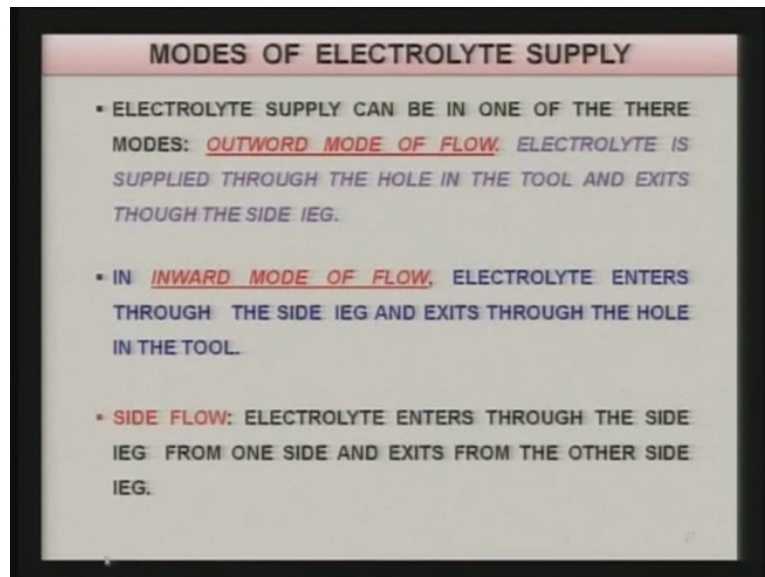 MODES OF ELECTROLYTE SUPPLY
▪ ELECTROLYTE SUPPLY CAN BE IN ONE OF THE THERE
MODES: OUTWORD MODE OF FLOW. ELECTROLYTE IS
SUPPLIED THROUGH THE HOLE IN THE TOOL AND EXITS
THOUGH THE SIDE IEG.
▪ IN INWARD MODE OF FLOW, ELECTROLYTE ENTERS
THROUGH THE SIDE IEG AND EXITS THROUGH THE HOLE
IN THE TOOL.
▪ SIDE FLOW: ELECTROLYTE ENTERS THROUGH THE SIDE
IEG FROM ONE SIDE AND EXITS FROM THE OTHER SIDE
IEG.